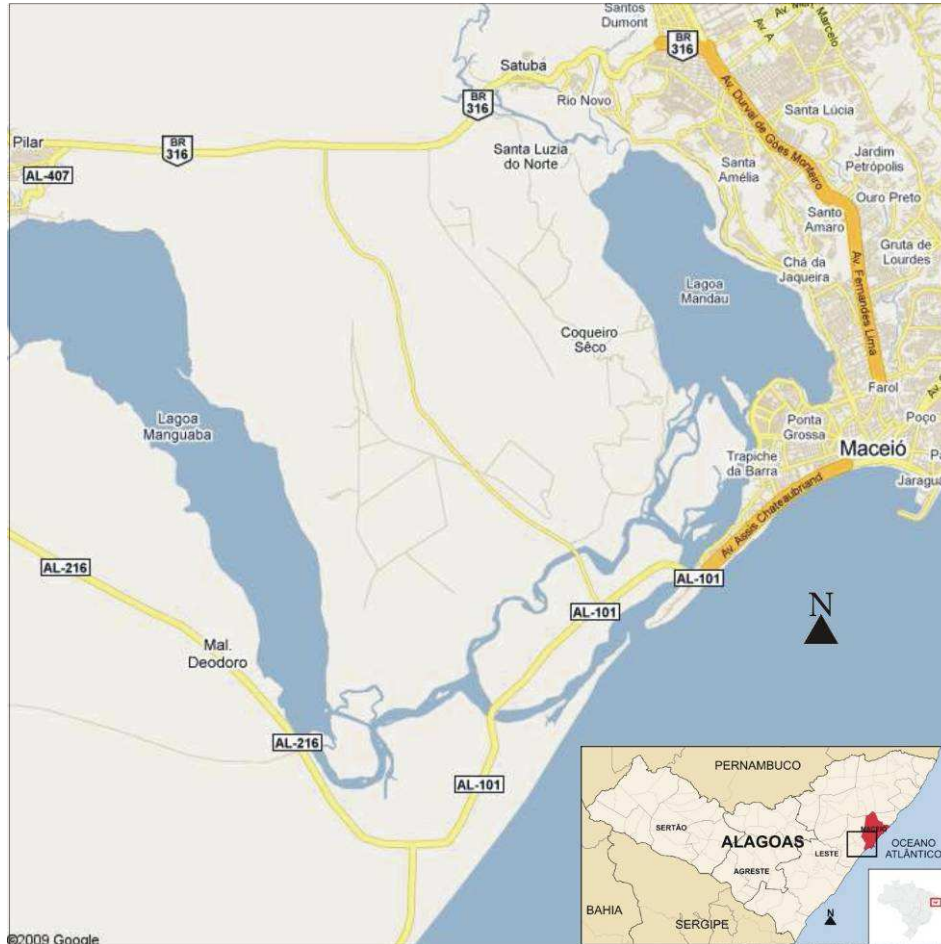 Santos
Dumont
BR
316
Av. A
Av. Durval de Góes Monteiro
Satubá
BR
316
Rio Novo
Santa Lúcia
Pilar
BR
316
Santa Luzia
do Norte
Santa
Amélia
Jardim
Petrópolis
AL-407
Ouro Preto
Santo
Amaro
Gruta de
Lourdes
Chá da
Jaqueira
Av. Fernandes Lima
Lagoa
Mandau
Coqueiro
Sêco
Farol
Lagoa
Manguaba
Ponta
Grossa
Poço
Maceió
Trapiche
da Barra
Jaraguá
Av. Assis Chateaubriand
AL-216
AL-101
AL-101
N
Mal.
Deodoro
AL-216
AL-101
PERNAMBUCO
SERTÃO
MACEIÓ
ALAGOAS
LESTE
OCEANO
ATLÂNTICO
AGRESTE
BAHIA
SERGIPE
N
©2009 Google